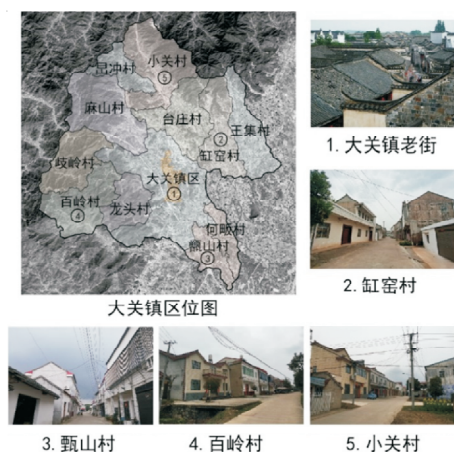 小关村
⑤
昂冲村
麻山村
台庄村
王集村
②
缸窑村
歧岭村
大关镇区
①
百岭村
④
龙头村
何畈村
甄山村
③
大关镇区位图
1.大关镇老街
2.缸窑村
3.甄山村
4.百岭村
5.小关村